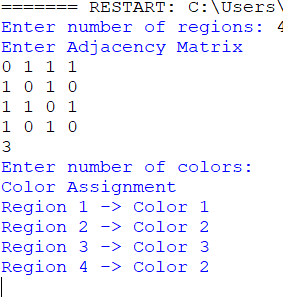 ======= RESTART: C:\Users\
Enter number of regions: 4
Enter Adjacency Matrix
0 1 1 1
1 0 1 0
1 1 0 1
1 0 1 0
3
Enter number of colors:
Color Assignment
Region 1 -> Color 1
Region 2 -> Color 2
Region 3 -> Color 3
Region 4 -> Color 2